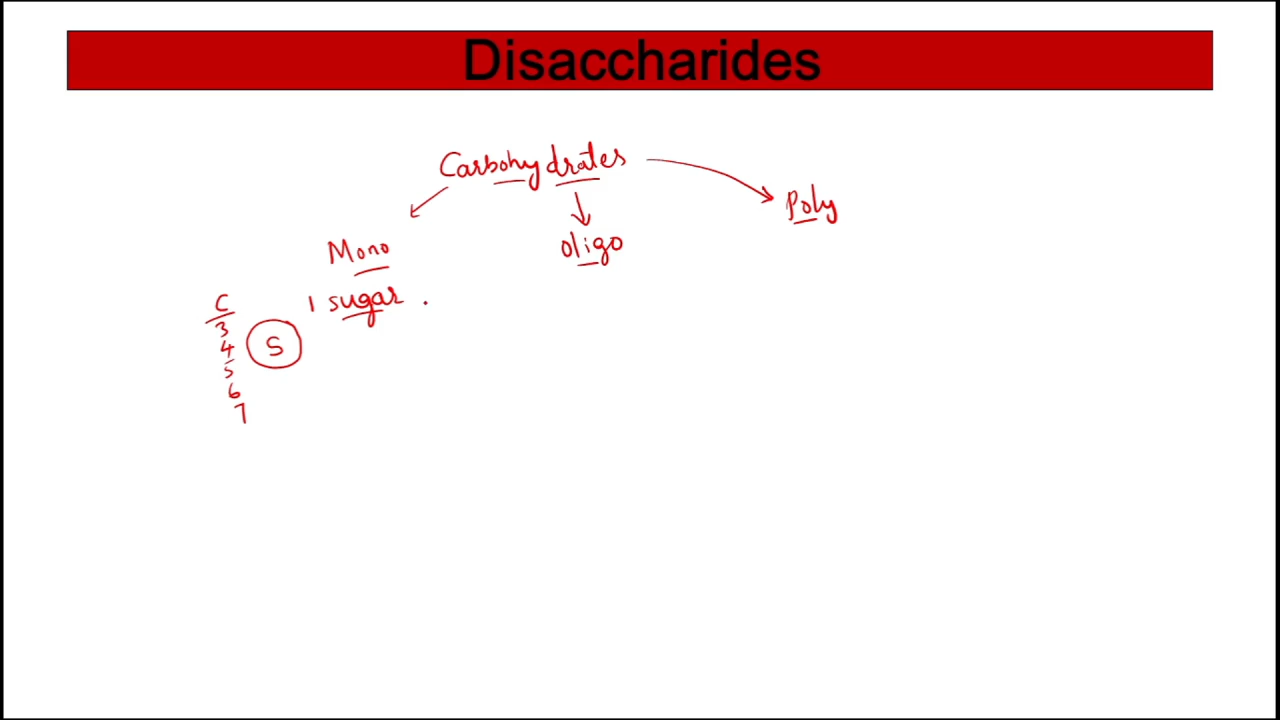 Disaccharides
Carbohydrates
Poly
Mono
oligo
1 sugar .
C
3
4
5
6
7
S